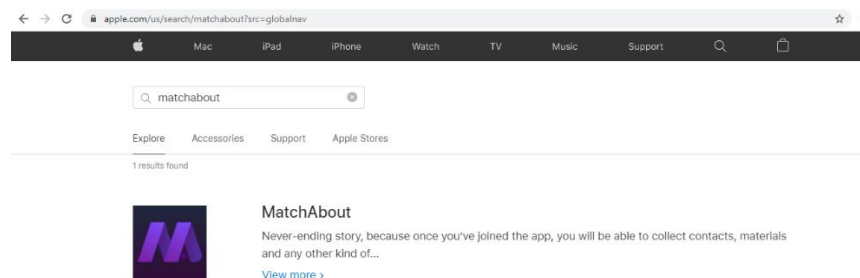 apple.com/us/search/matchabout?src=globalnav
Mac iPad iPhone Watch TV Music Support
matchabout
Explore Accessories Support Apple Stores
1 results found
MatchAbout
Never-ending story, because once you've joined the app, you will be able to collect contacts, materials
and any other kind of...
View more >